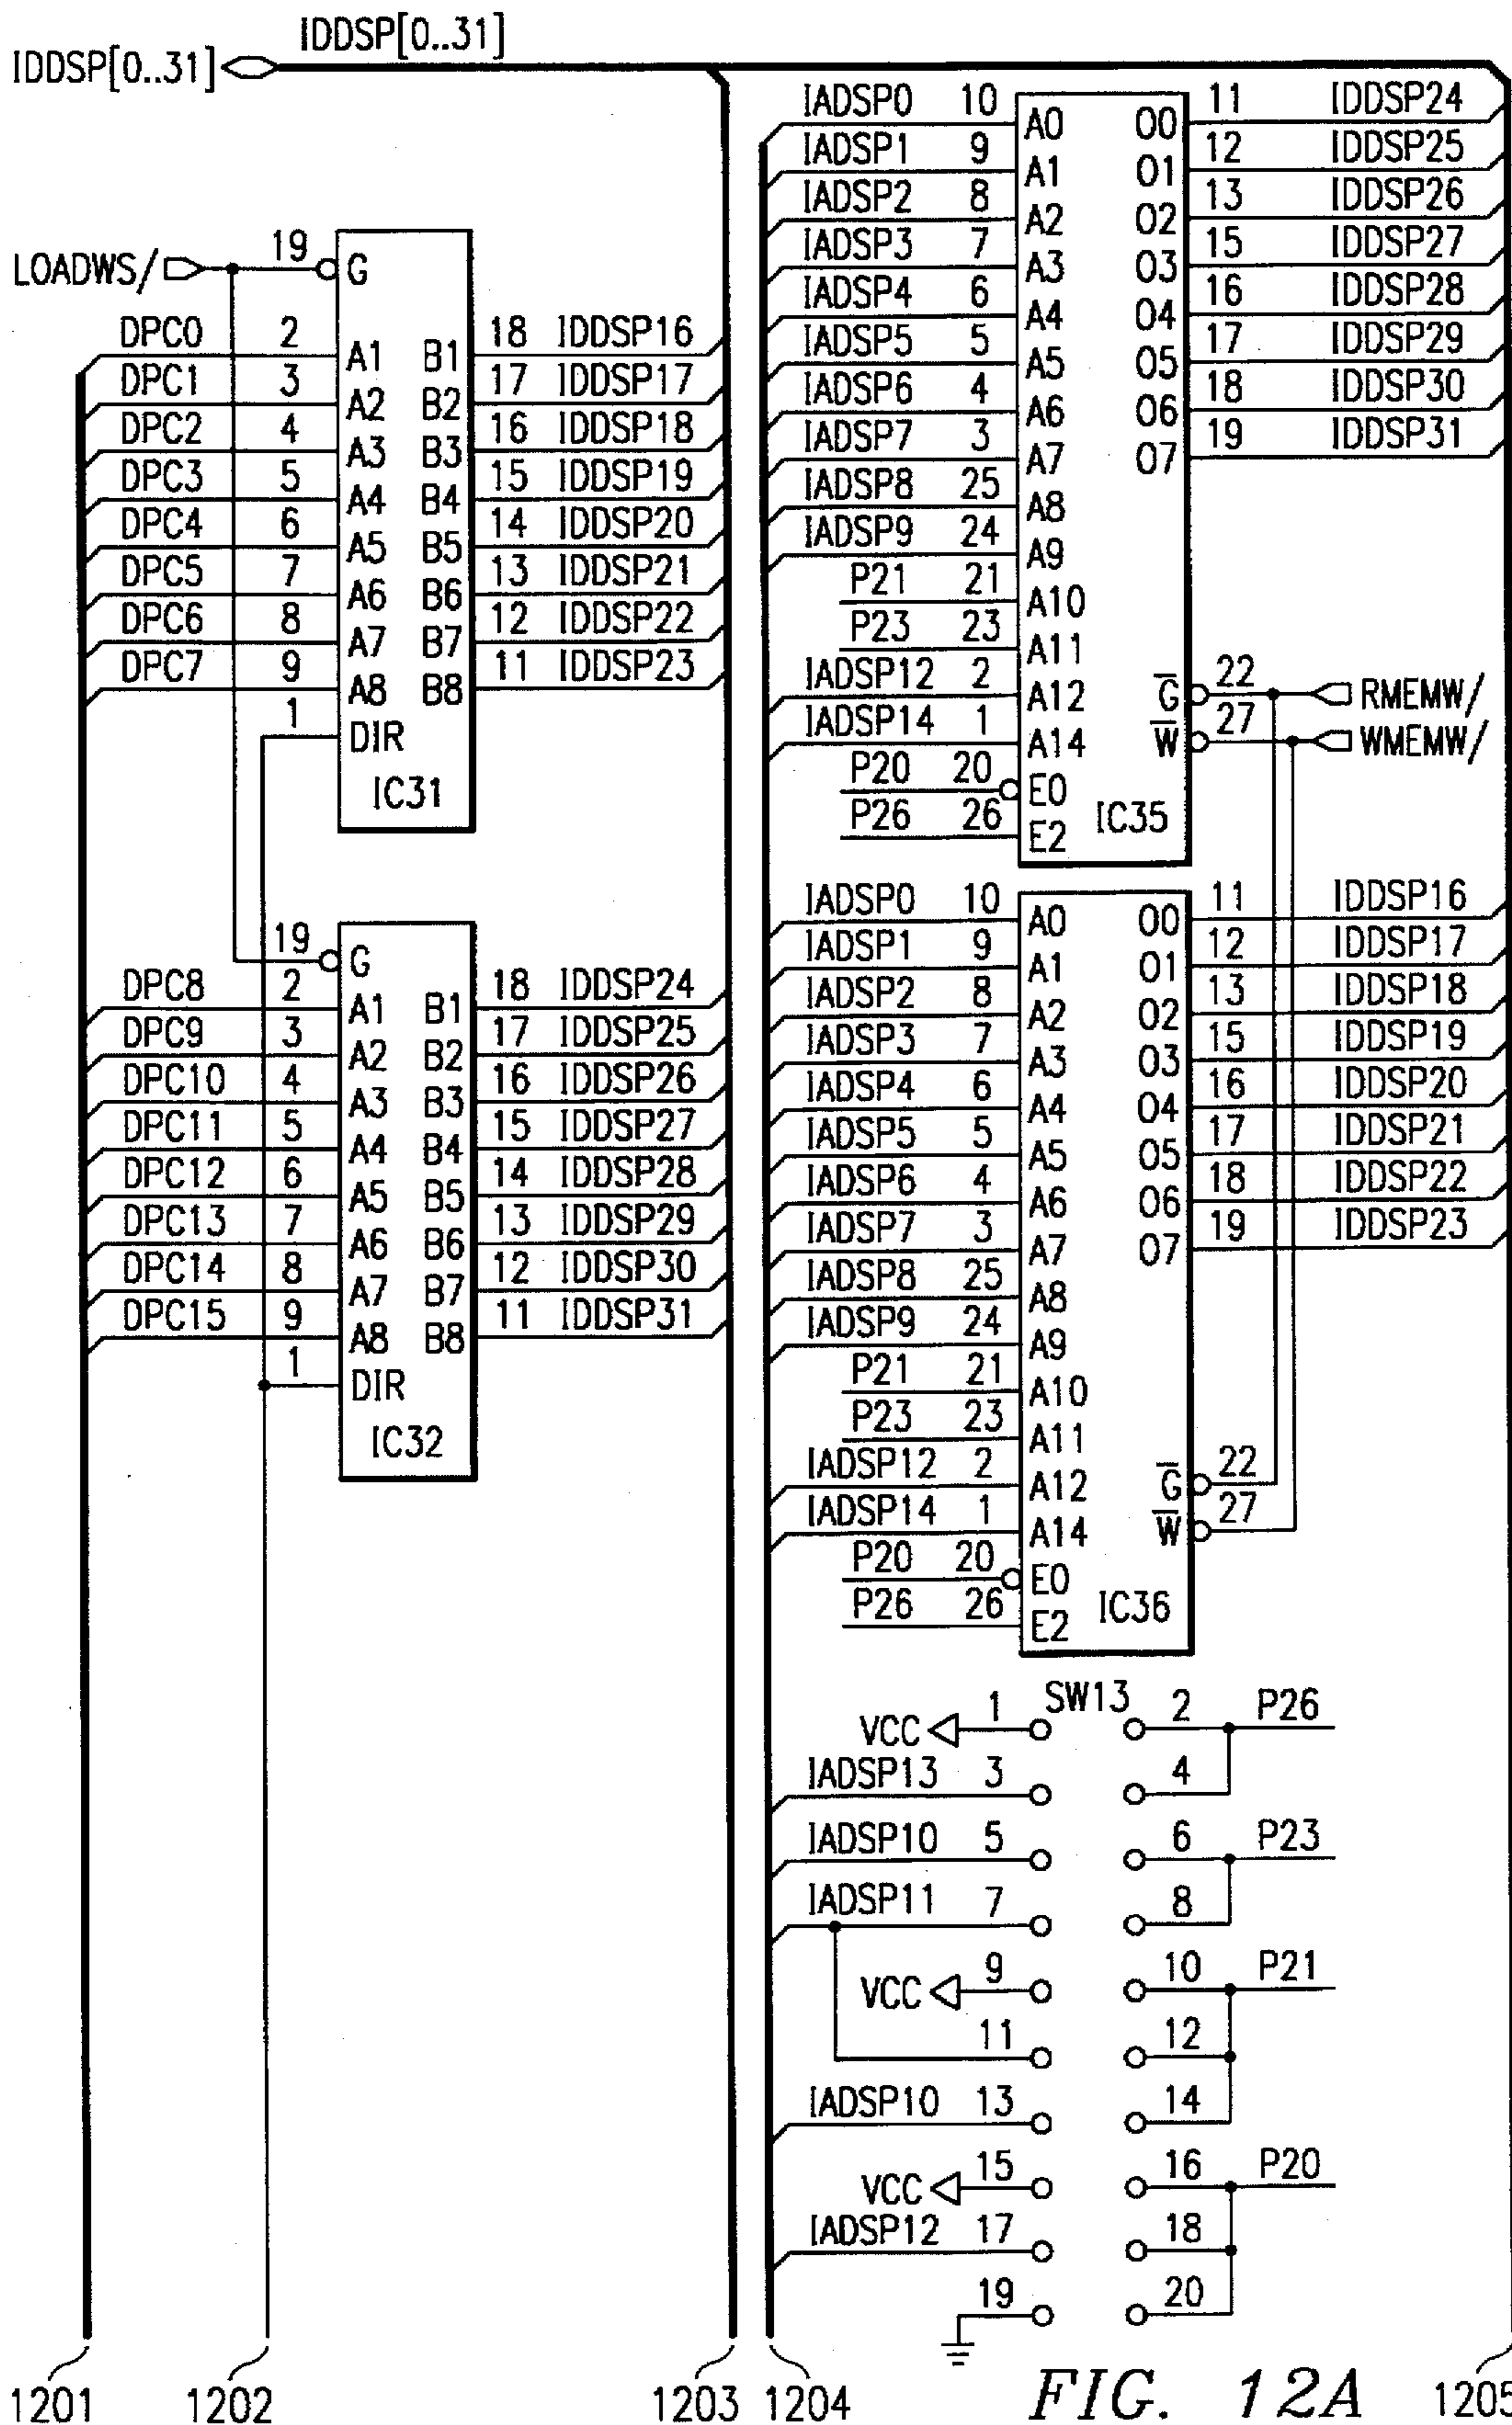 IDDSP[0..31]
IDDSP[0..31]
LOADWS/
19 G
DPC0 2 A1 B1 18 IDDSP16
DPC1 3 A2 B2 17 IDDSP17
DPC2 4 A3 B3 16 IDDSP18
DPC3 5 A4 B4 15 IDDSP19
DPC4 6 A5 B5 14 IDDSP20
DPC5 7 A6 B6 13 IDDSP21
DPC6 8 A7 B7 12 IDDSP22
DPC7 9 A8 B8 11 IDDSP23
1 DIR
IC31
19 G
DPC8 2 A1 B1 18 IDDSP24
DPC9 3 A2 B2 17 IDDSP25
DPC10 4 A3 B3 16 IDDSP26
DPC11 5 A4 B4 15 IDDSP27
DPC12 6 A5 B5 14 IDDSP28
DPC13 7 A6 B6 13 IDDSP29
DPC14 8 A7 B7 12 IDDSP30
DPC15 9 A8 B8 11 IDDSP31
1 DIR
IC32
IADSP0 10 A0 O0 11 IDDSP24
IADSP1 9 A1 O1 12 IDDSP25
IADSP2 8 A2 O2 13 IDDSP26
IADSP3 7 A3 O3 15 IDDSP27
IADSP4 6 A4 O4 16 IDDSP28
IADSP5 5 A5 O5 17 IDDSP29
IADSP6 4 A6 O6 18 IDDSP30
IADSP7 3 A7 O7 19 IDDSP31
IADSP8 25 A8
IADSP9 24 A9
P21 21 A10
P23 23 A11
IADSP12 2 A12 G 22 RMEMW/
IADSP14 1 A14 W 27 WMEMW/
P20 20 E0
P26 26 E2
IC35
IADSP0 10 A0 O0 11 IDDSP16
IADSP1 9 A1 O1 12 IDDSP17
IADSP2 8 A2 O2 13 IDDSP18
IADSP3 7 A3 O3 15 IDDSP19
IADSP4 6 A4 O4 16 IDDSP20
IADSP5 5 A5 O5 17 IDDSP21
IADSP6 4 A6 O6 18 IDDSP22
IADSP7 3 A7 O7 19 IDDSP23
IADSP8 25 A8
IADSP9 24 A9
P21 21 A10
P23 23 A11
IADSP12 2 A12 G 22
IADSP14 1 A14 W 27
P20 20 E0
P26 26 E2
IC36
SW13
VCC 1 2 P26
IADSP13 3 4
IADSP10 5 6 P23
IADSP11 7 8
VCC 9 10 P21
11 12
IADSP10 13 14
VCC 15 16 P20
IADSP12 17 18
19 20
1201 1202 1203 1204 1205
FIG. 12A